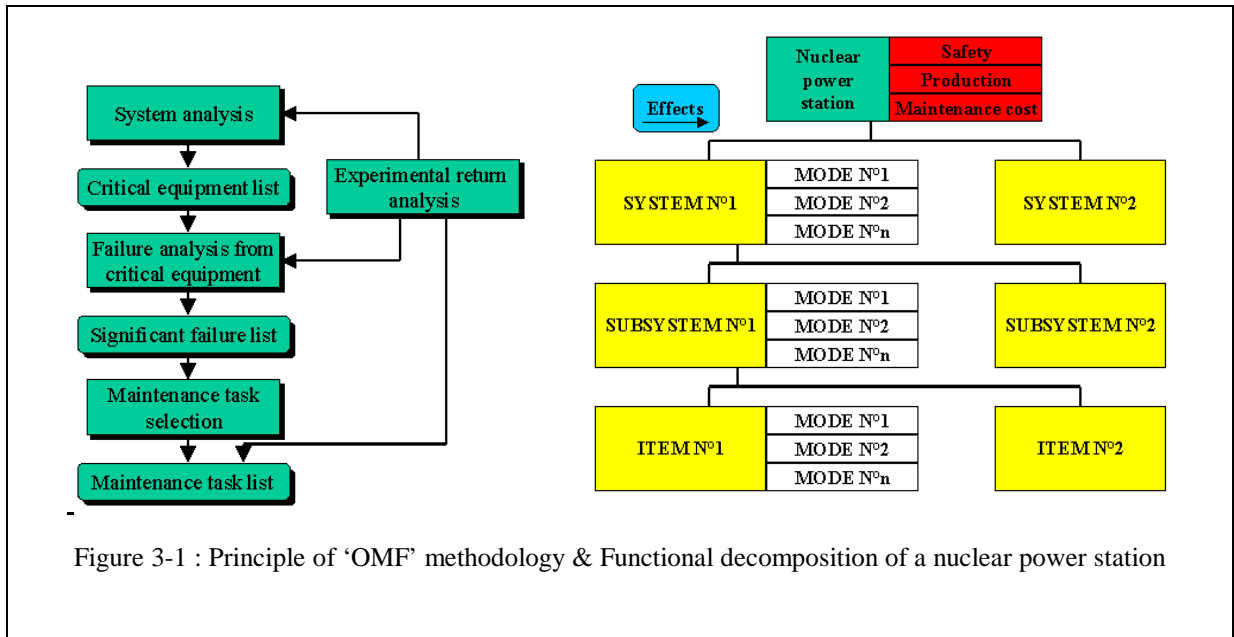 System analysis
Critical equipment list
Failure analysis from
critical equipment
Significant failure list
Maintenance task
selection
Maintenance task list
Experimental return
analysis
Effects
Nuclear
power
station
Safety
Production
Maintenance cost
SYSTEM N°1
MODE N°1
MODE N°2
MODE N°n
SYSTEM N°2
SUBSYSTEM N°1
MODE N°1
MODE N°2
MODE N°n
SUBSYSTEM N°2
ITEM N°1
MODE N°1
MODE N°2
MODE N°n
ITEM N°2
Figure 3-1 : Principle of ‘OMF’ methodology & Functional decomposition of a nuclear power station